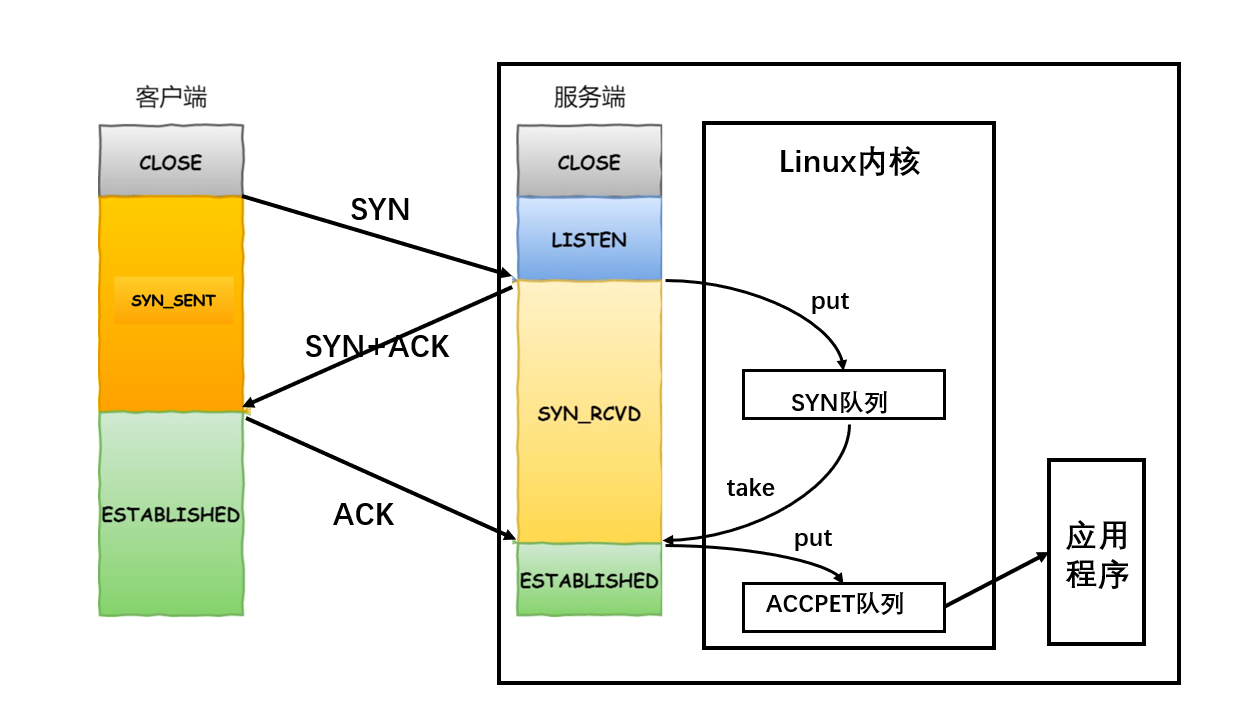 客户端
服务端
CLOSE
CLOSE
Linux内核
SYN
LISTEN
SYN_SENT
put
SYN+ACK
SYN队列
SYN_RCVD
take
ESTABLISHED
ACK
put
应用
程序
ESTABLISHED
ACCPET队列